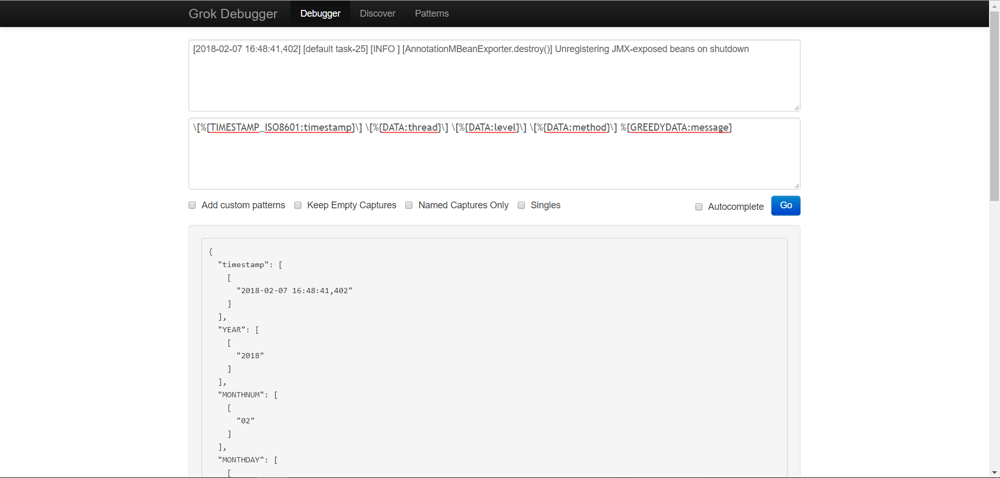 Grok Debugger Debugger Discover Patterns
[2018-02-07 16:48:41,402] [default task-25] [INFO ] [AnnotationMBeanExporter.destroy()] Unregistering JMX-exposed beans on shutdown
\[%{TIMESTAMP_ISO8601:timestamp}\] \[%{DATA:thread}\] \[%{DATA:level}\] \[%{DATA:method}\] %{GREEDYDATA:message}
Add custom patterns Keep Empty Captures Named Captures Only Singles Autocomplete Go
{
  "timestamp": [
    [
      "2018-02-07 16:48:41,402"
    ]
  ],
  "YEAR": [
    [
      "2018"
    ]
  ],
  "MONTHNUM": [
    [
      "02"
    ]
  ],
  "MONTHDAY": [
    [